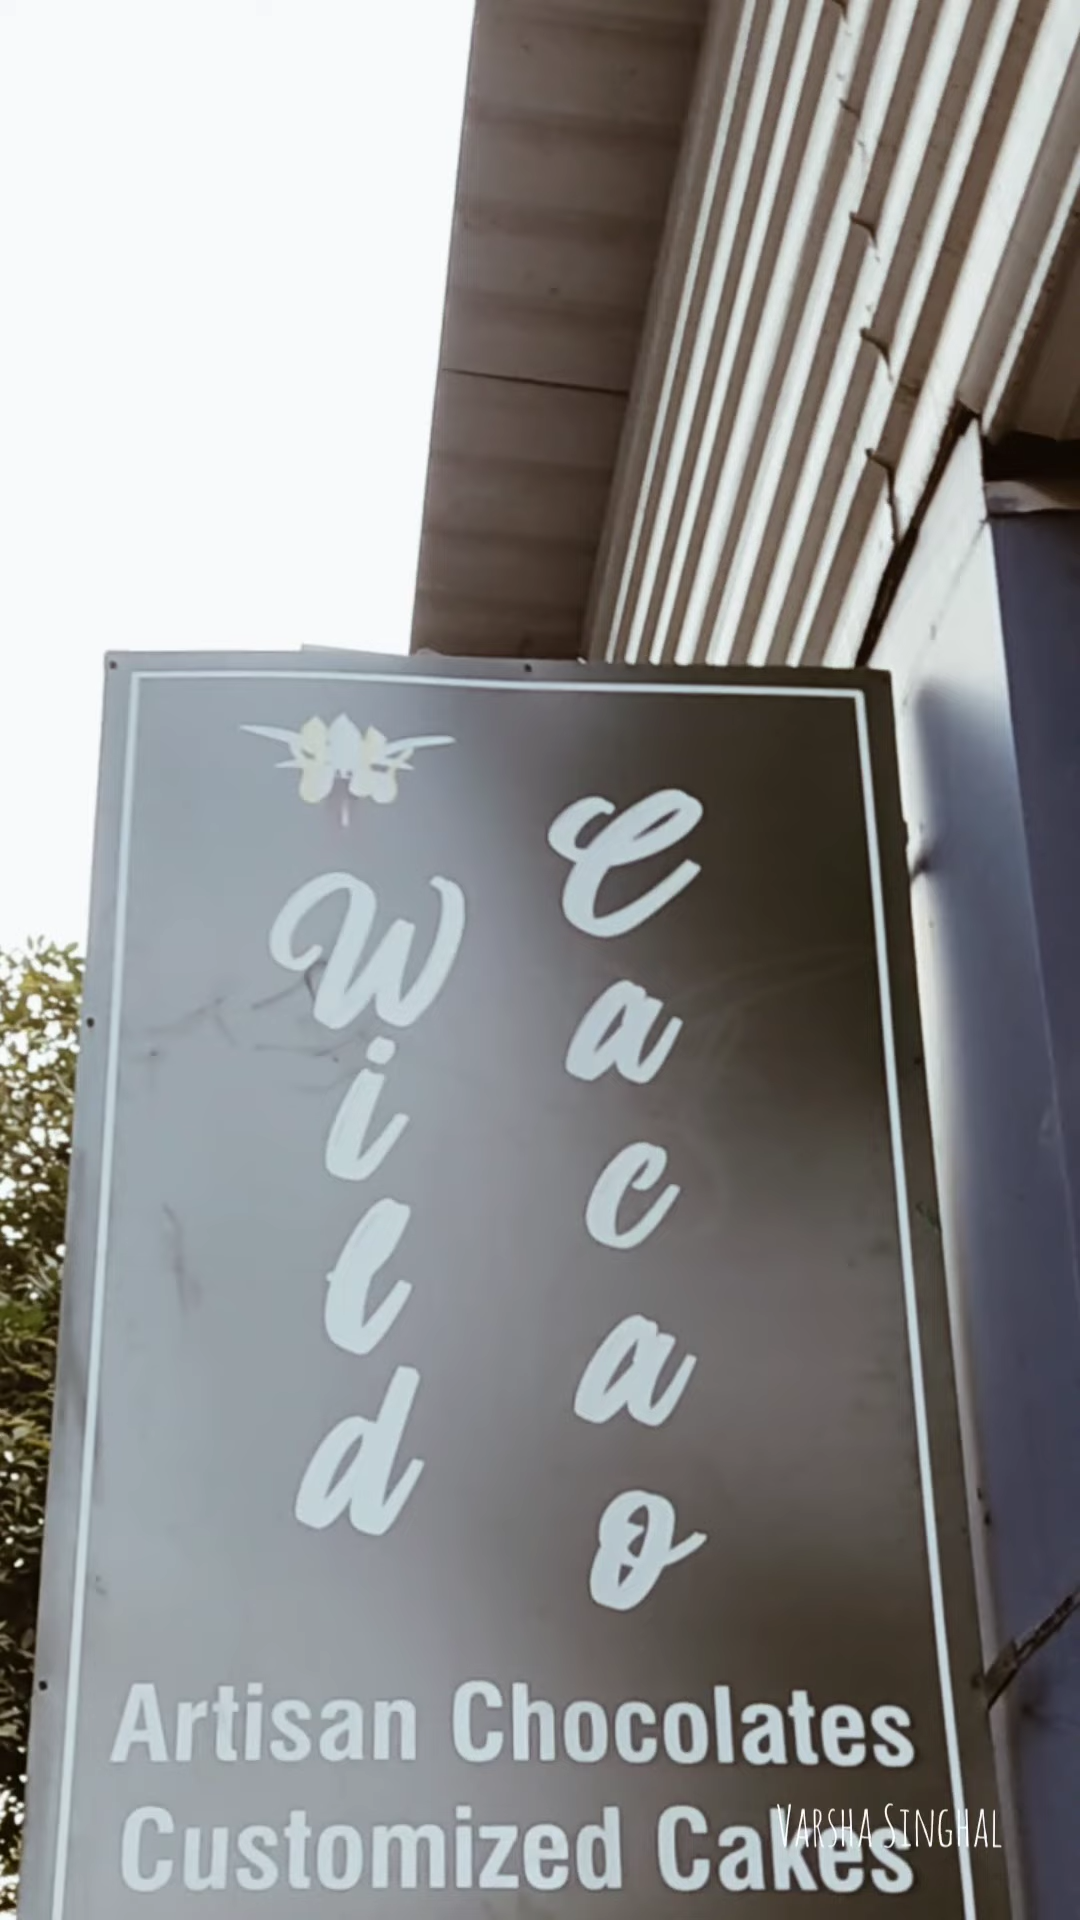 Wild
Cacao
Artisan Chocolates
Customized Cakes
VARSHA SINGHAL